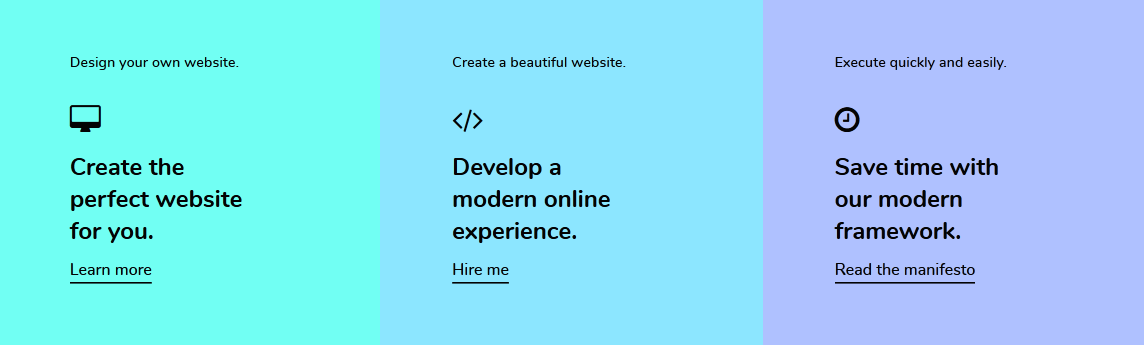 Design your own website.
Create the
perfect website
for you.
Learn more
Create a beautiful website.
Develop a
modern online
experience.
Hire me
Execute quickly and easily.
Save time with
our modern
framework.
Read the manifesto